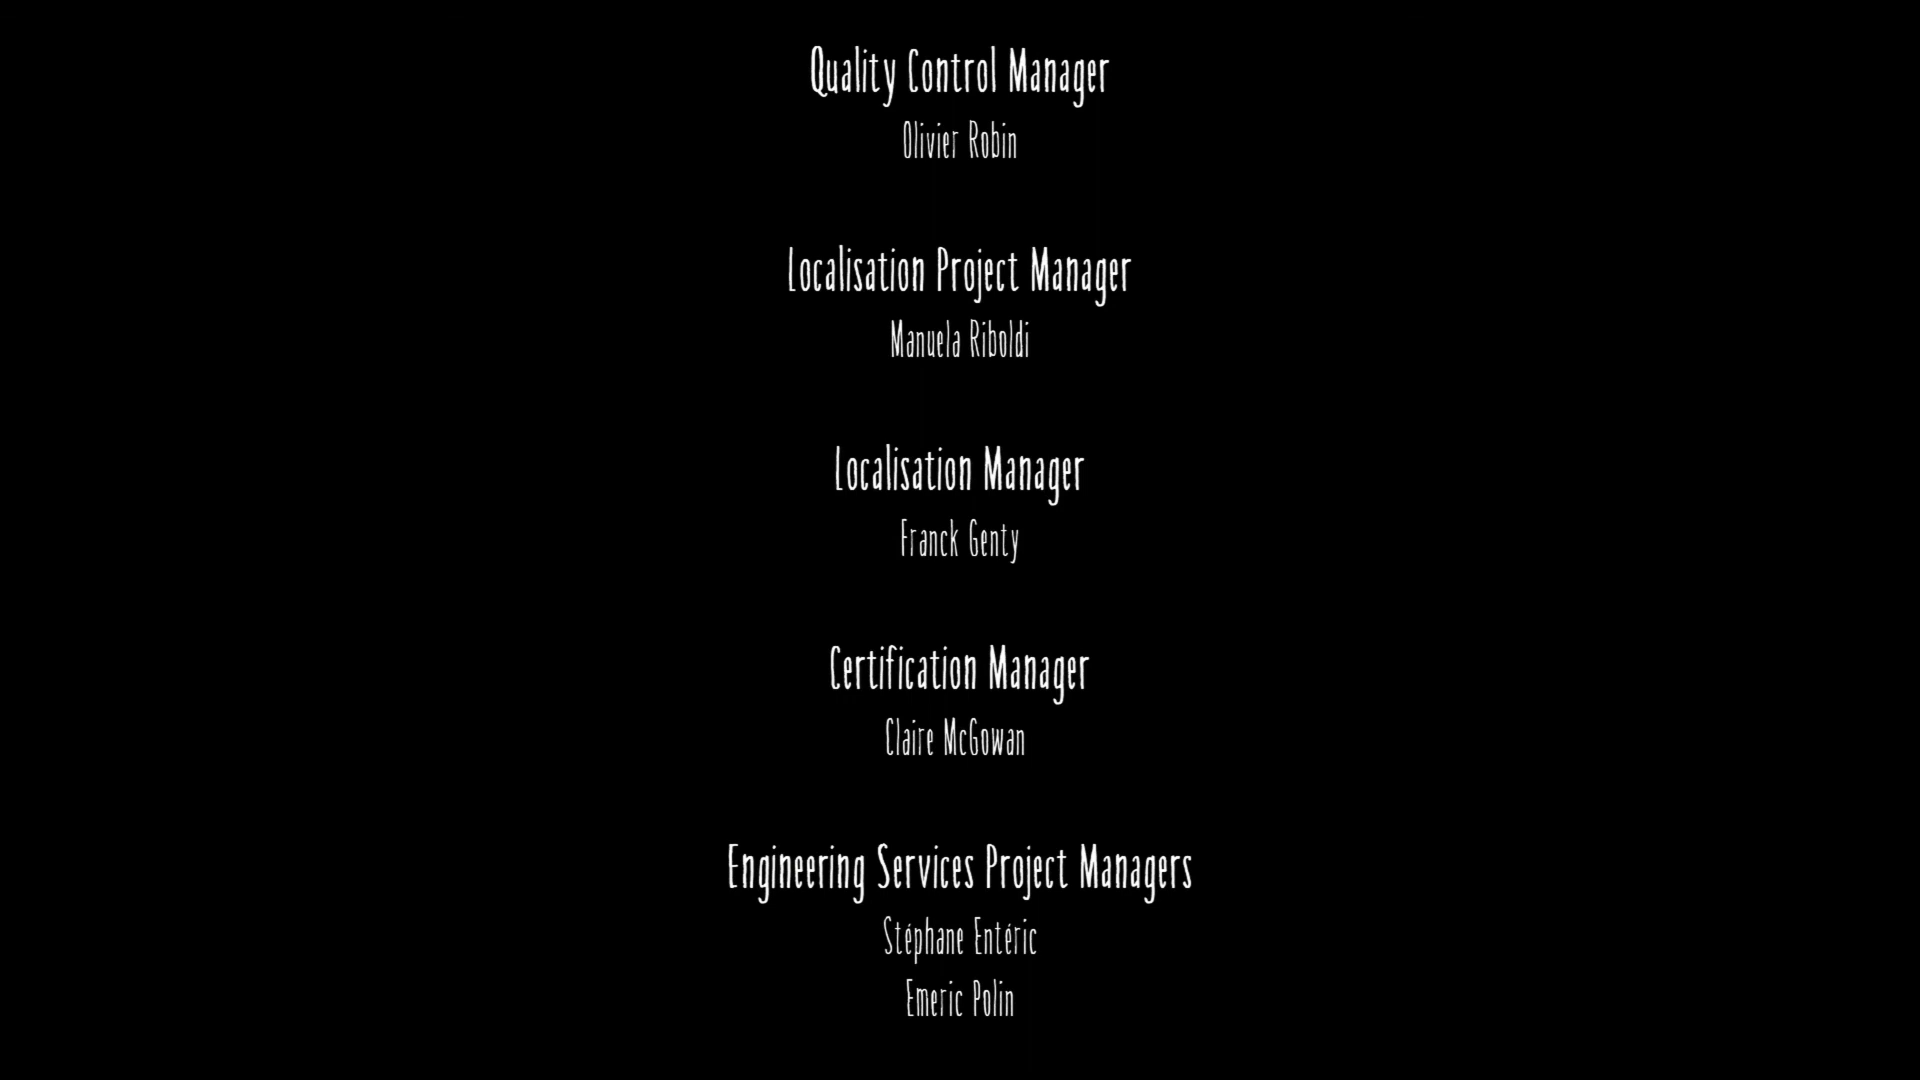 Quality Control Manager
Olivier Robin
Localisation Project Manager
Manuela Riboldi
Localisation Manager
Franck Genty
Certification Manager
Claire McGowan
Engineering Services Project Managers
Stéphane Entéric
Emeric Polin